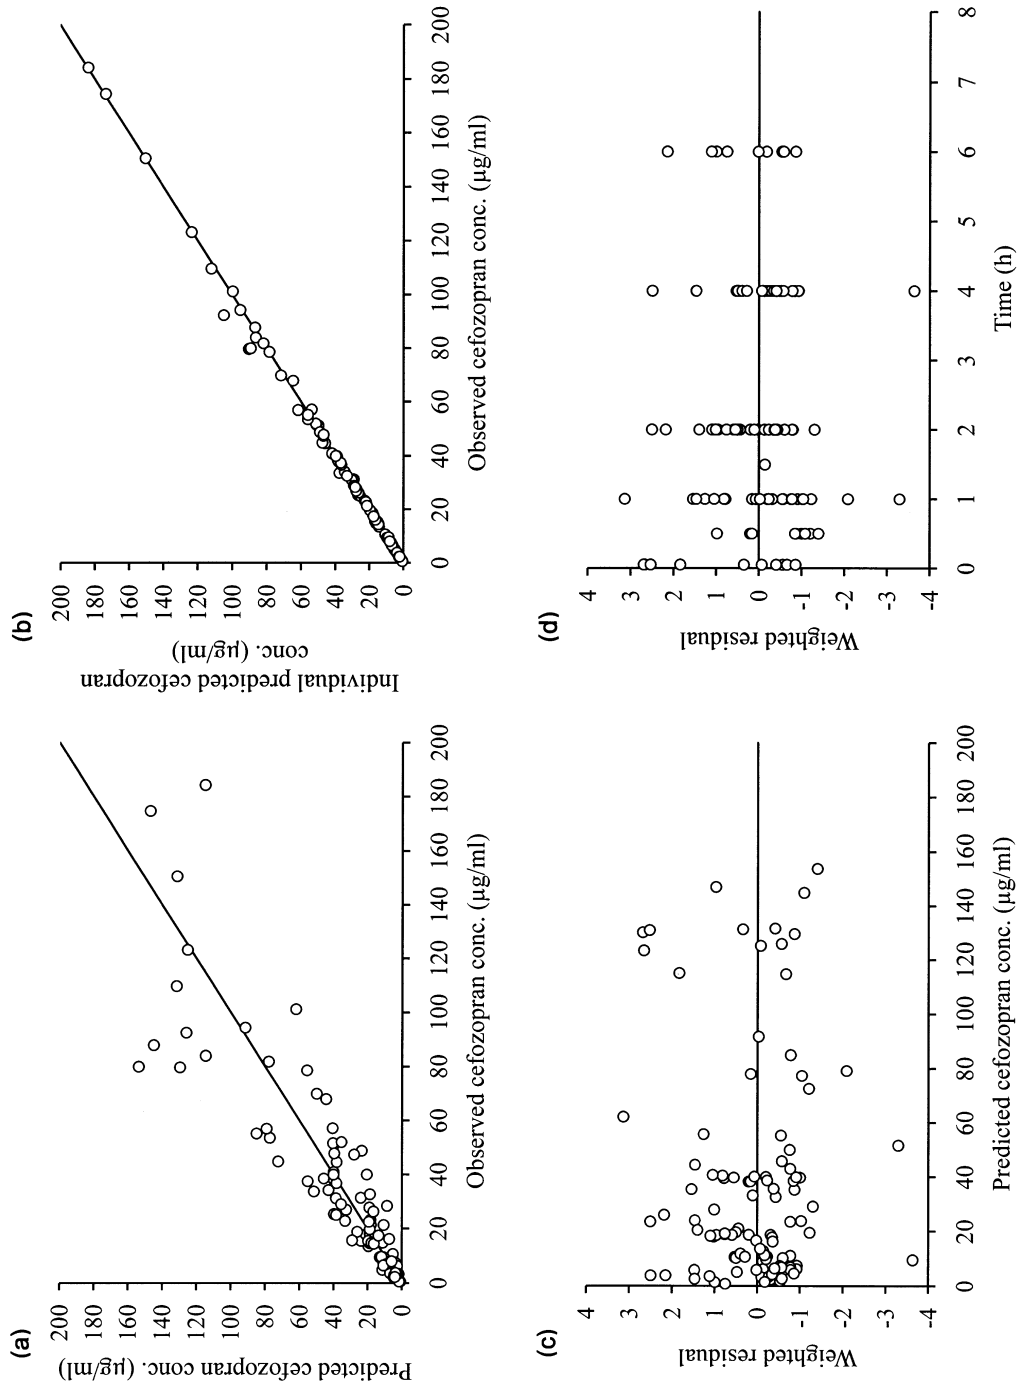 (a)
Predicted cefozopran conc. (μg/ml)
200
180
160
140
120
100
80
60
40
20
0
0 20 40 60 80 100 120 140 160 180 200
Observed cefozopran conc. (μg/ml)
(b)
Individual predicted cefozopran
conc. (μg/ml)
200
180
160
140
120
100
80
60
40
20
0
0 20 40 60 80 100 120 140 160 180 200
Observed cefozopran conc. (μg/ml)
(c)
Weighted residual
4
3
2
1
0
-1
-2
-3
-4
0 20 40 60 80 100 120 140 160 180 200
Predicted cefozopran conc. (μg/ml)
(d)
Weighted residual
4
3
2
1
0
-1
-2
-3
-4
0 1 2 3 4 5 6 7 8
Time (h)